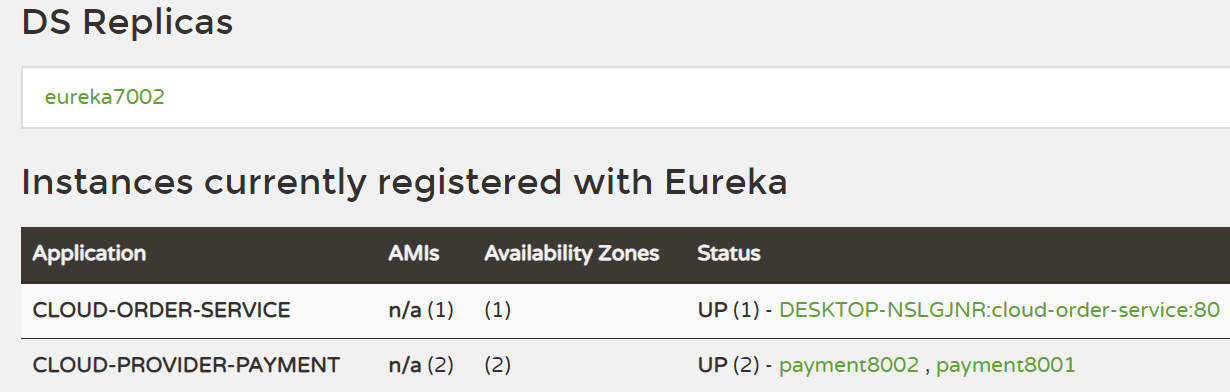 DS Replicas
eureka7002
Instances currently registered with Eureka
Application AMIs Availability Zones Status
CLOUD-ORDER-SERVICE n/a (1) (1) UP (1) - DESKTOP-NSLGJNR:cloud-order-service:80
CLOUD-PROVIDER-PAYMENT n/a (2) (2) UP (2) - payment8002 , payment8001